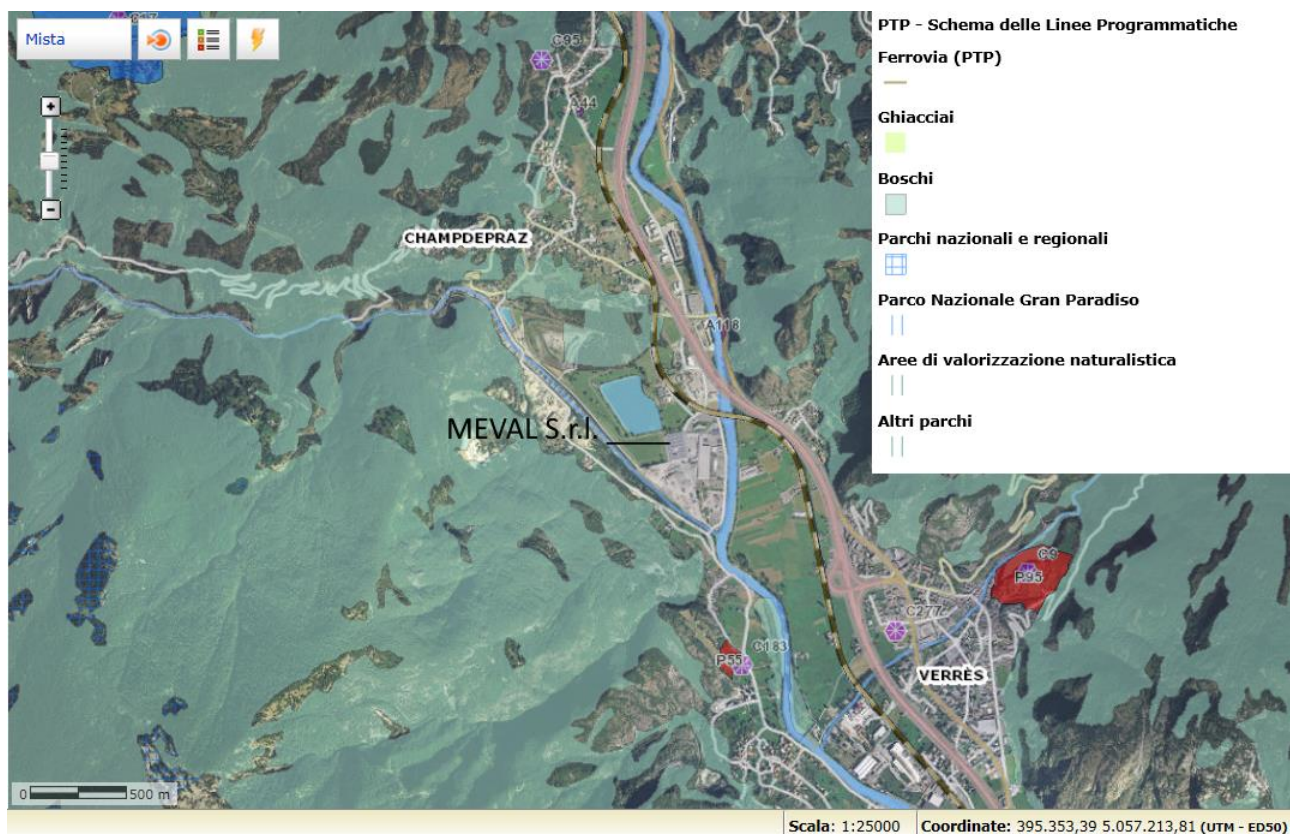 Mista
PTP - Schema delle Linee Programmatiche
Ferrovia (PTP)
Ghiacciai
Boschi
Parchi nazionali e regionali
Parco Nazionale Gran Paradiso
Aree di valorizzazione naturalistica
Altri parchi
C95
A44
CHAMPDEPRAZ
A118
MEVAL S.r.l.
P95
C277
C183
P55
VERRÈS
0
500 m
Scala: 1:25000
Coordinate: 395.353,39 5.057.213,81 (UTM - ED50)